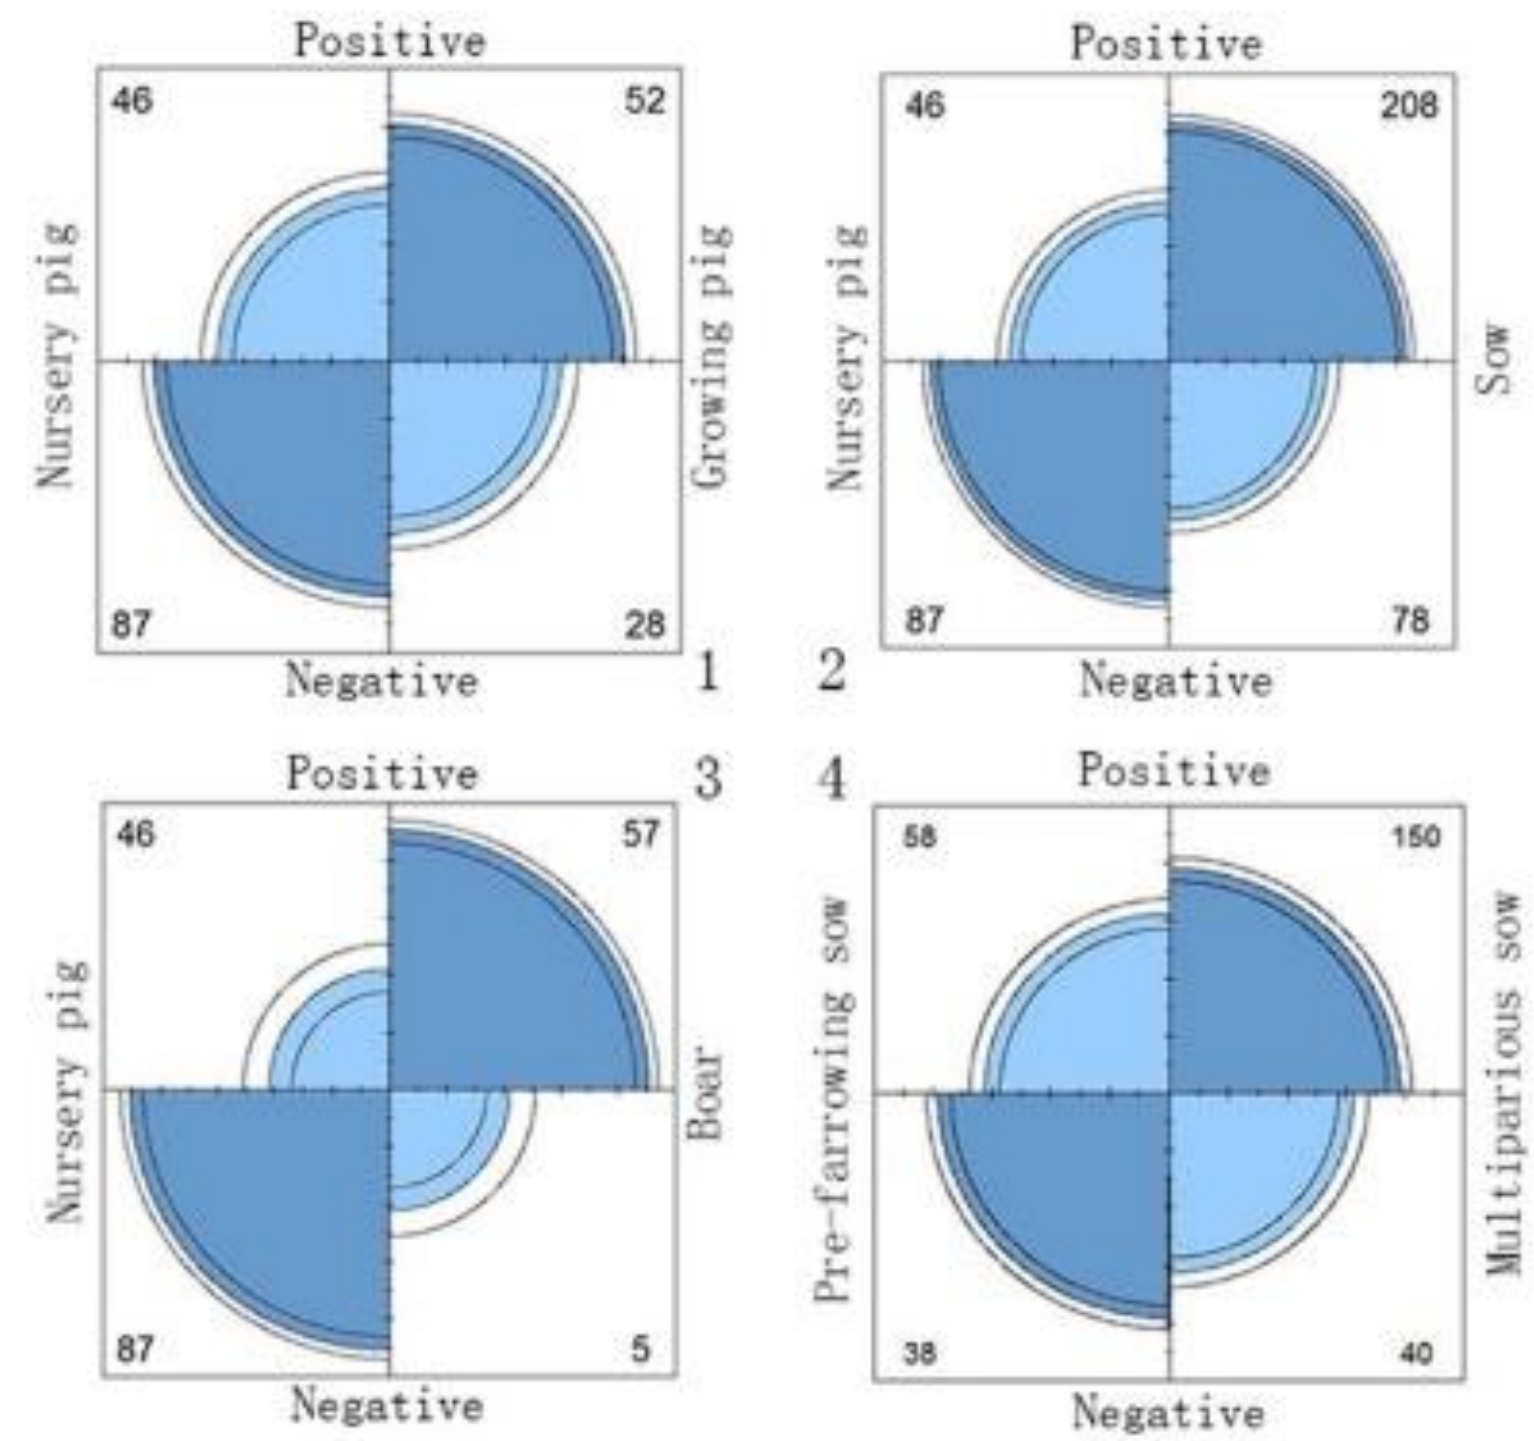 Positive
46
52
Nursery pig
Growing pig
87
28
Negative
1
Positive
46
208
Nursery pig
Sow
87
78
Negative
2
Positive
3
46
57
Nursery pig
Boar
87
5
Negative
4
Positive
58
150
Pre-farrowing sow
Multiparious sow
38
40
Negative